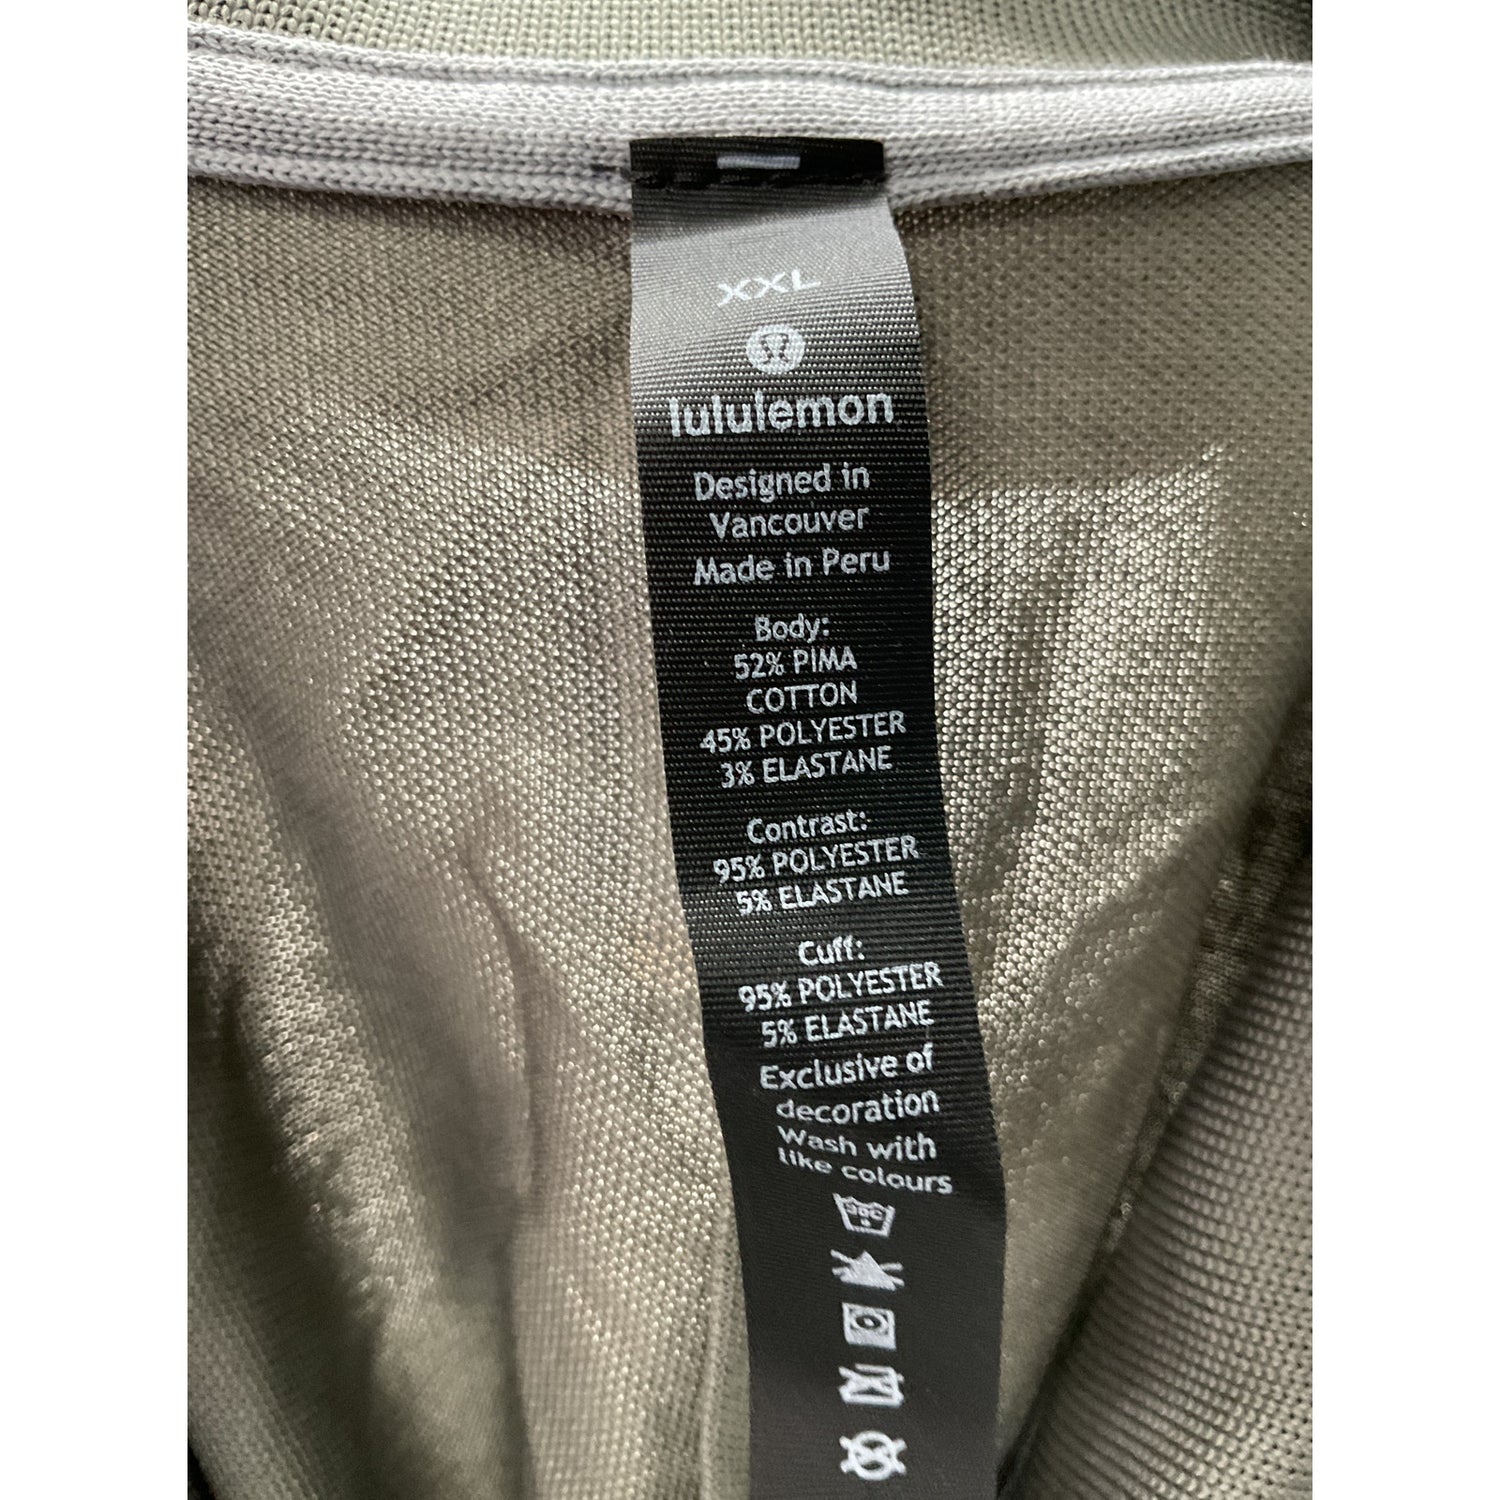 XXL
lululemon
Designed in
Vancouver
Made in Peru
Body:
52% PIMA
COTTON
45% POLYESTER
3% ELASTANE
Contrast:
95% POLYESTER
5% ELASTANE
Cuff:
95% POLYESTER
5% ELASTANE
Exclusive of
decoration
Wash with
like colours